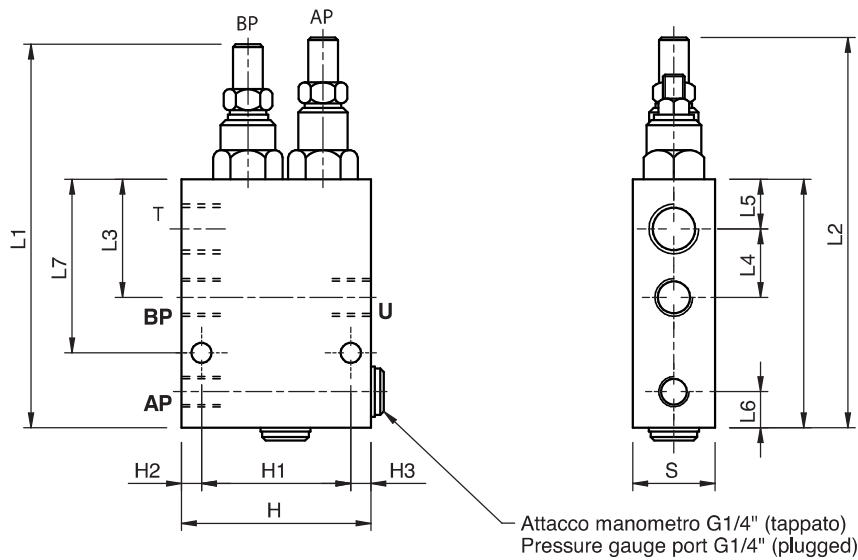 BP
AP
L1
L7
L3
T
BP
U
AP
H2
H1
H3
H
L5
L4
L2
L6
S
Attacco manometro G1/4" (tappato)
Pressure gauge port G1/4" (plugged)